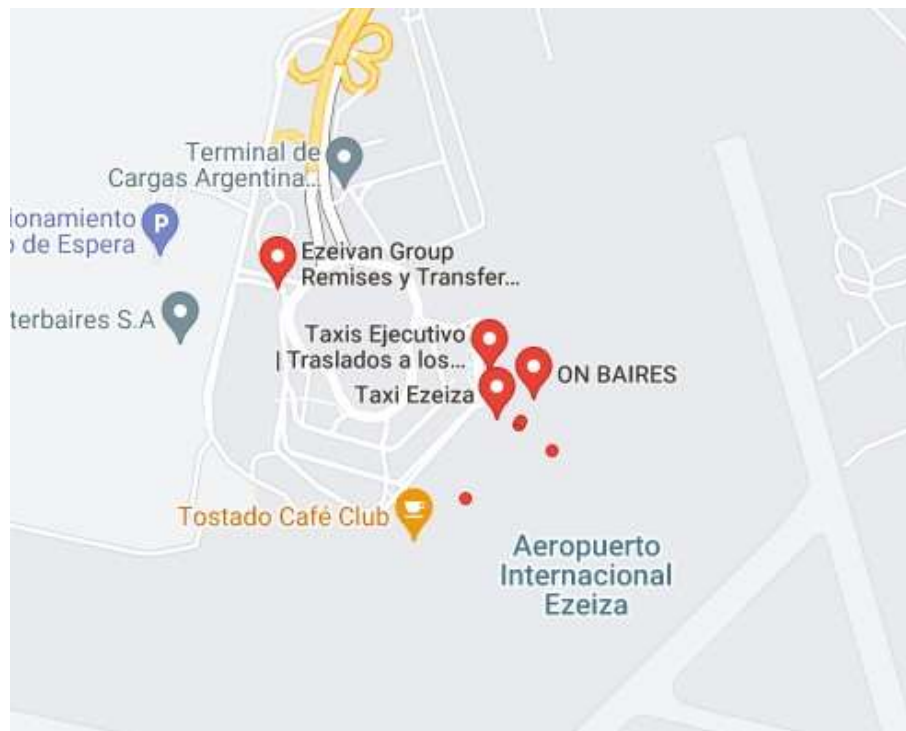 Terminal de
Cargas Argentina...
ionamiento
o de Espera
P
Ezeivan Group
Remises y Transfer...
terbaires S.A
Taxis Ejecutivo
| Traslados a los...
ON BAIRES
Taxi Ezeiza
Tostado Café Club
Aeropuerto
Internacional
Ezeiza